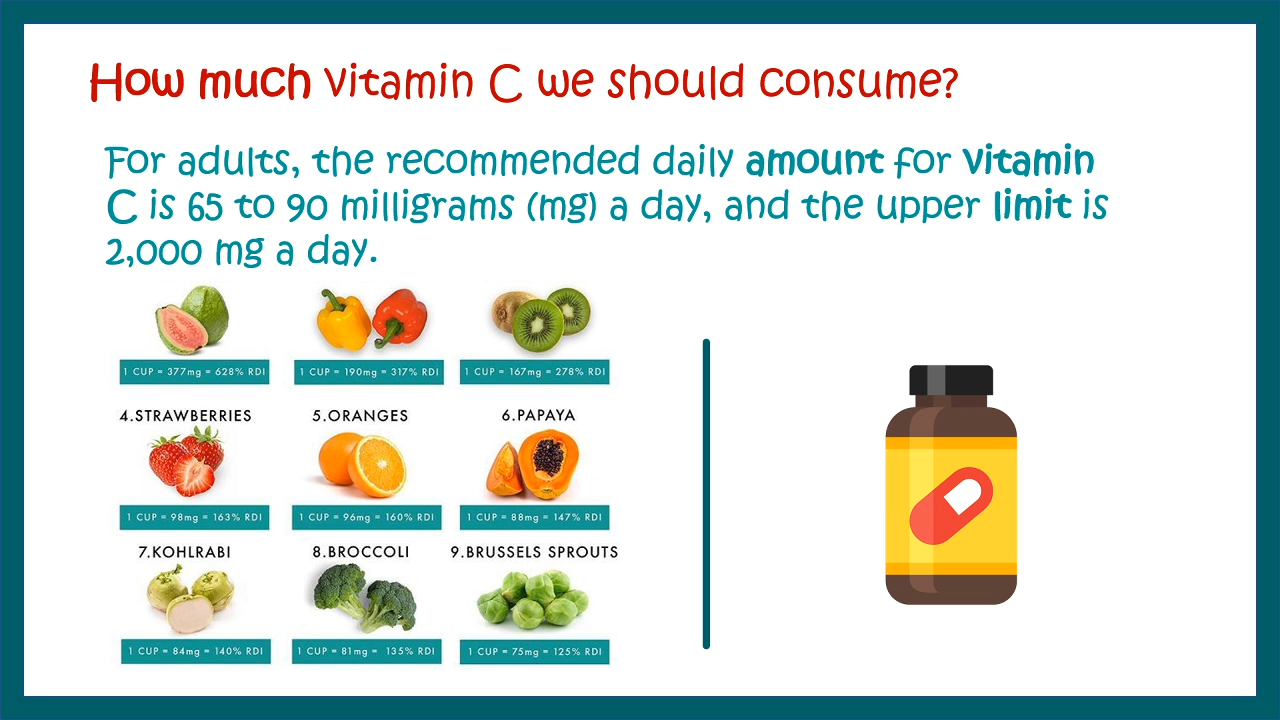 How much vitamin C we should consume?
For adults, the recommended daily amount for vitamin
C is 65 to 90 milligrams (mg) a day, and the upper limit is
2,000 mg a day.
1 CUP = 377mg = 628% RDI
1 CUP = 190mg = 317% RDI
1 CUP = 167mg = 278% RDI
4.STRAWBERRIES
5.ORANGES
6.PAPAYA
1 CUP = 98mg = 163% RDI
1 CUP = 96mg = 160% RDI
1 CUP = 88mg = 147% RDI
7.KOHLRABI
8.BROCCOLI
9.BRUSSELS SPROUTS
1 CUP = 84mg = 140% RDI
1 CUP = 81mg = 135% RDI
1 CUP = 75mg = 125% RDI